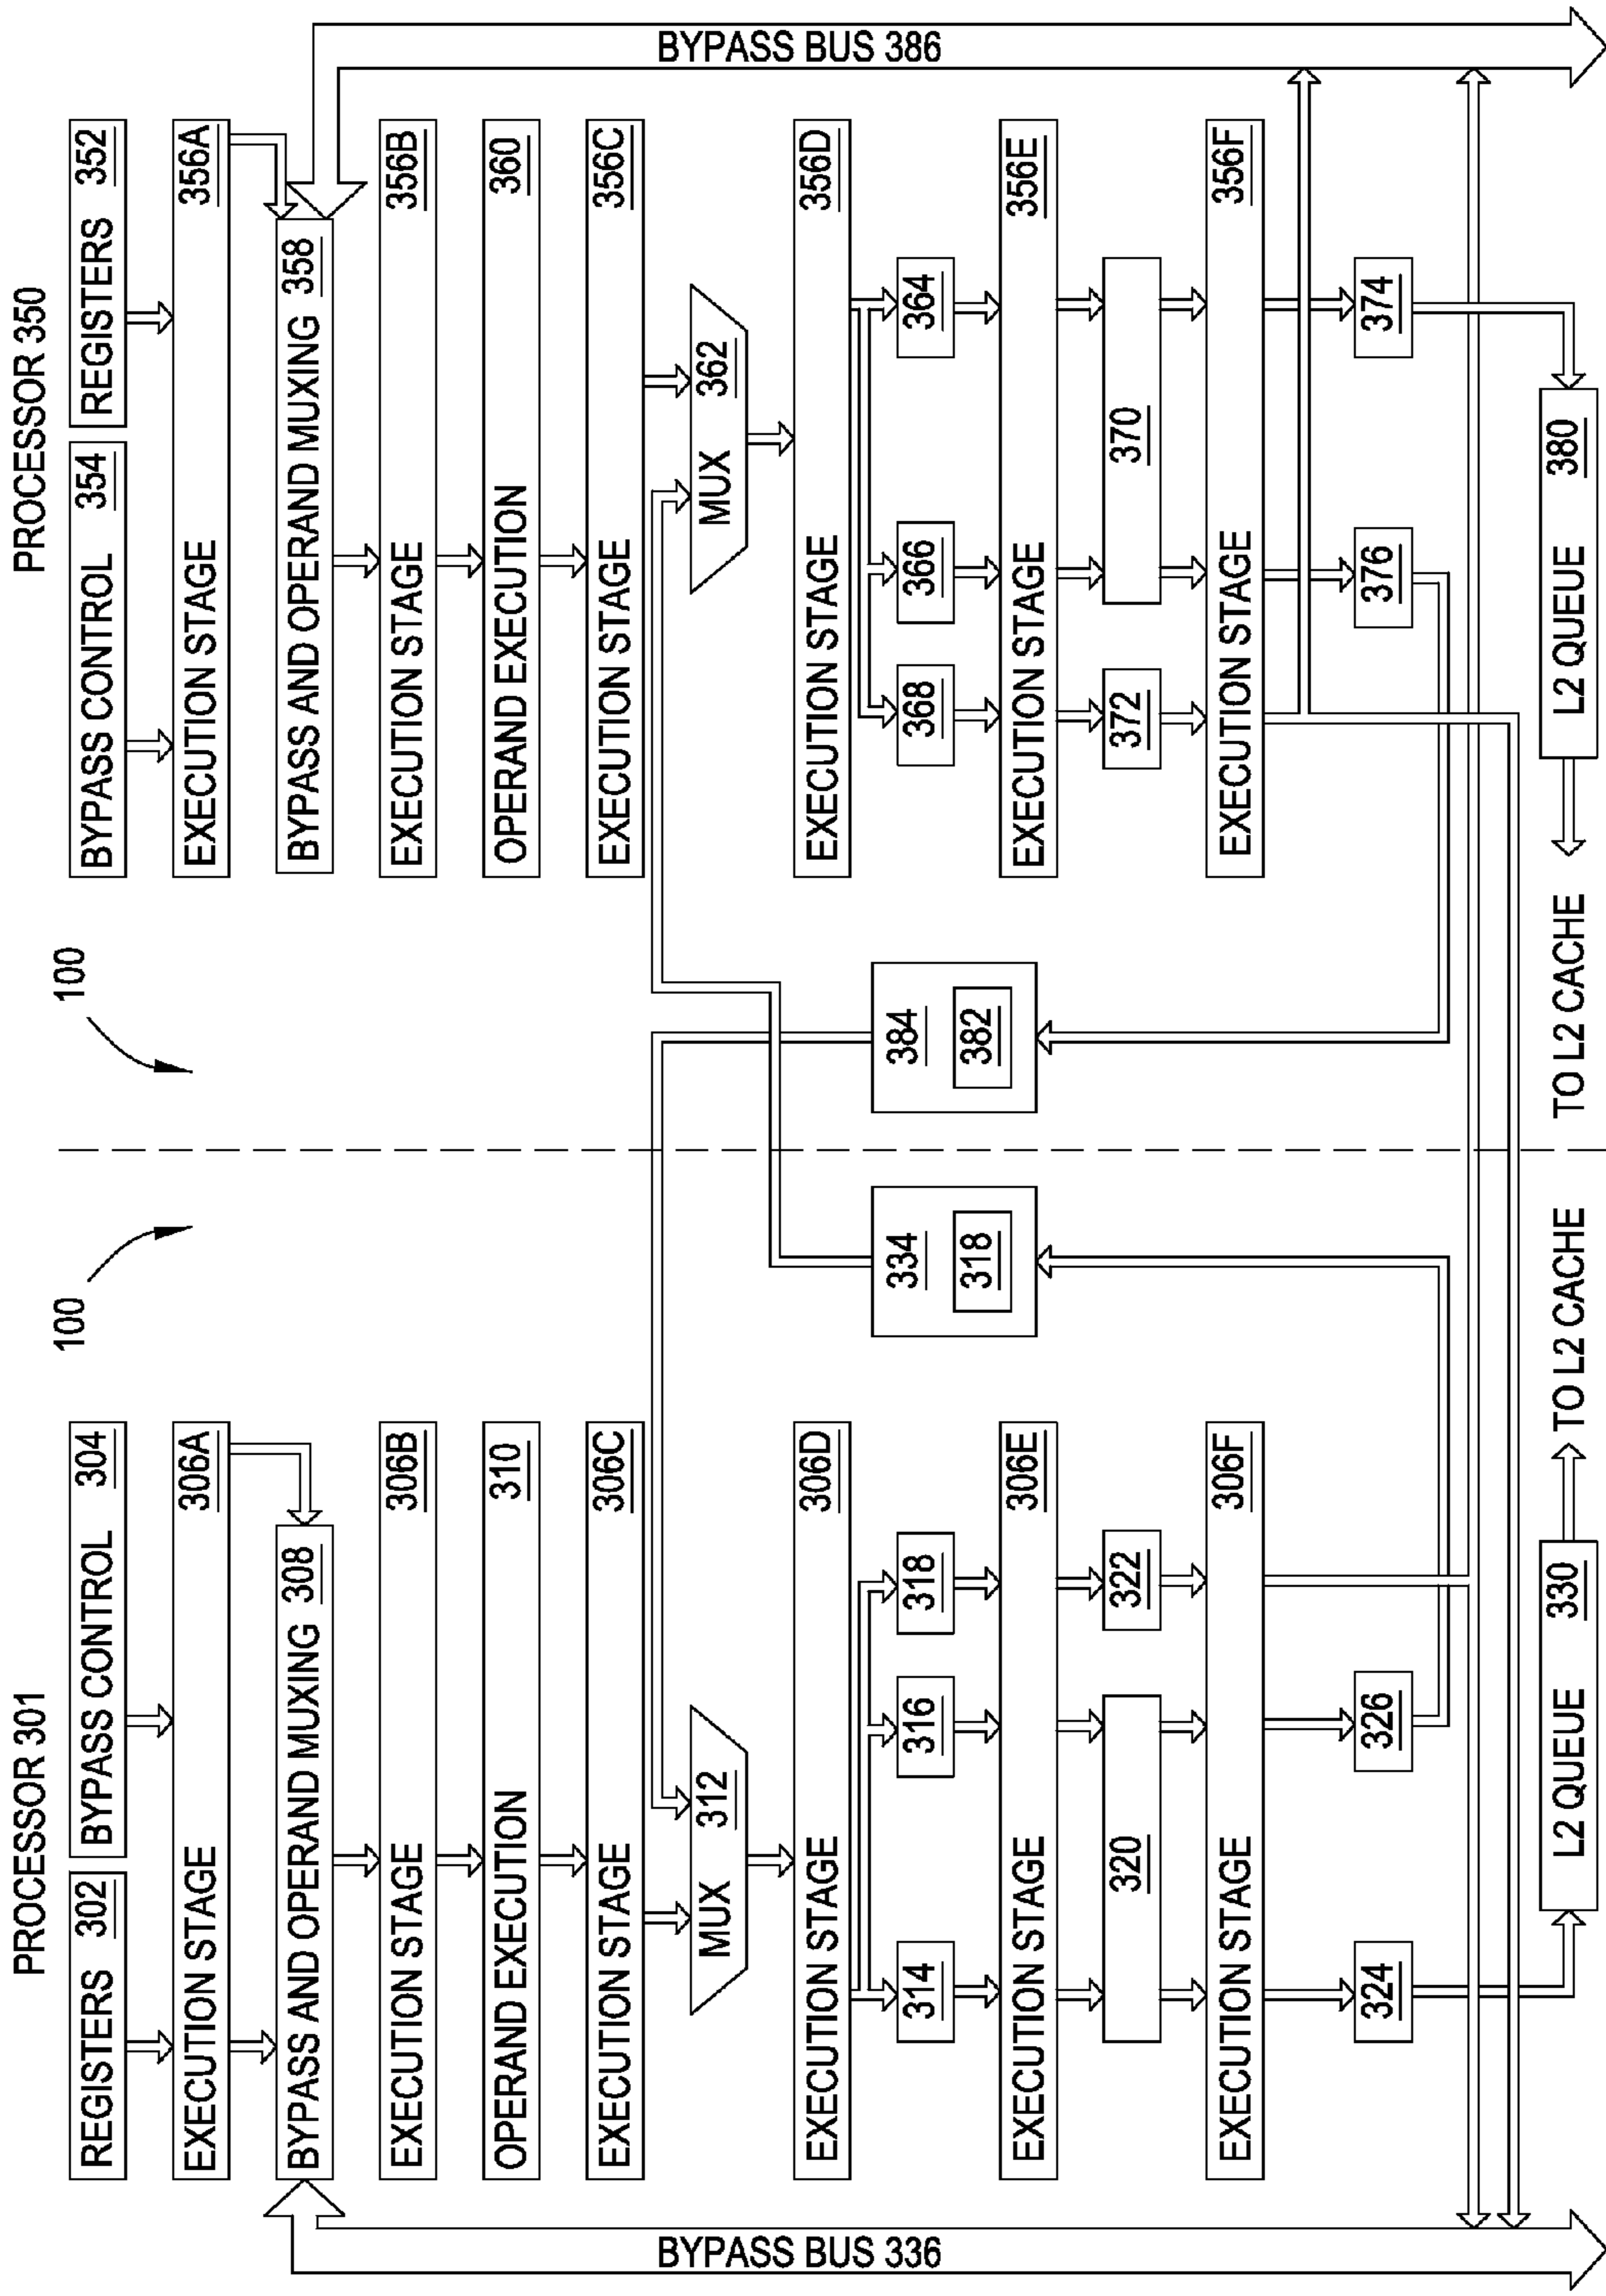 PROCESSOR 301
REGISTERS 302
BYPASS CONTROL 304
EXECUTION STAGE 306A
BYPASS AND OPERAND MUXING 308
EXECUTION STAGE 306B
OPERAND EXECUTION 310
EXECUTION STAGE 306C
MUX 312
EXECUTION STAGE 306D
314 316 318
EXECUTION STAGE 306E
320 322
EXECUTION STAGE 306F
324 326
L2 QUEUE 330
TO L2 CACHE
BYPASS BUS 336
100
334
318
100
384
382
PROCESSOR 350
BYPASS CONTROL 354
REGISTERS 352
EXECUTION STAGE 356A
BYPASS AND OPERAND MUXING 358
EXECUTION STAGE 356B
OPERAND EXECUTION 360
EXECUTION STAGE 356C
MUX 362
EXECUTION STAGE 356D
368 366 364
EXECUTION STAGE 356E
372 370
EXECUTION STAGE 356F
376 374
TO L2 CACHE
L2 QUEUE 380
BYPASS BUS 386